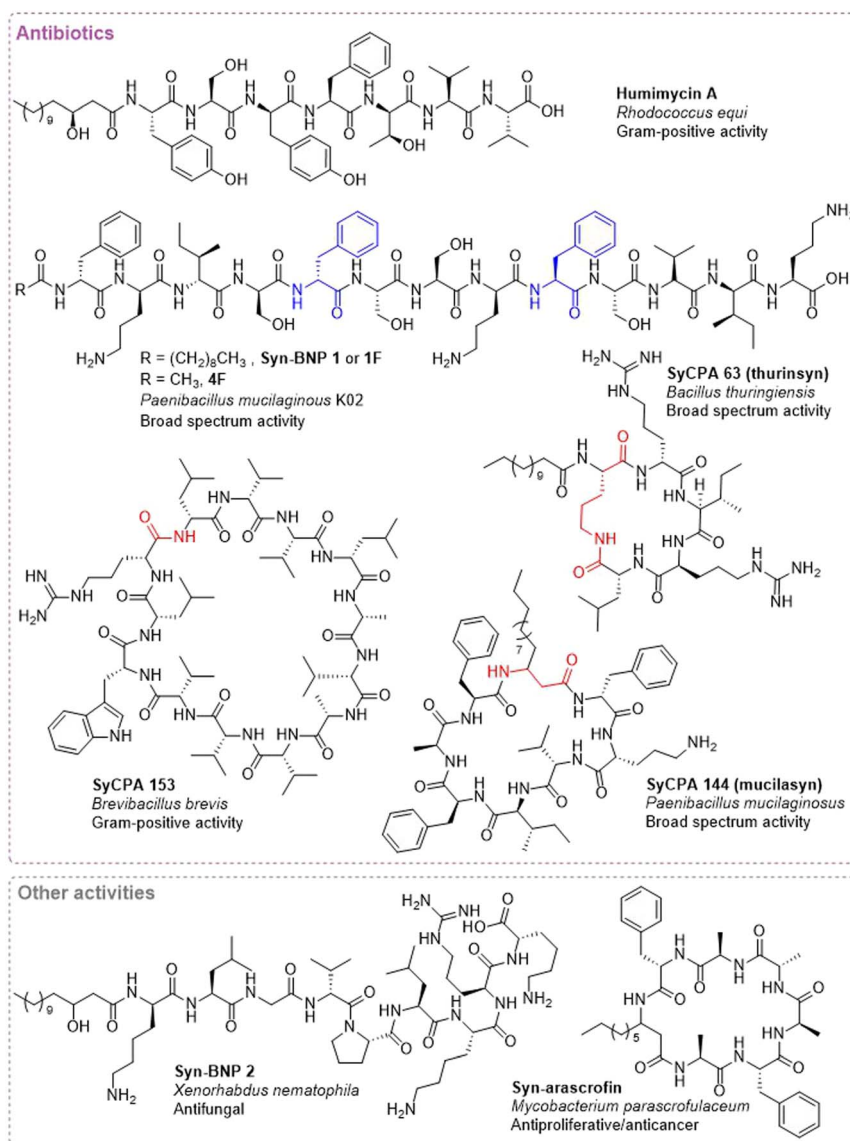 Antibiotics
Humimycin A
Rhodococcus equi
Gram-positive activity
R = (CH2)8CH3 , Syn-BNP 1 or 1F
R = CH3, 4F
Paenibacillus mucilaginous K02
Broad spectrum activity
SyCPA 63 (thurinsyn)
Bacillus thuringiensis
Broad spectrum activity
SyCPA 153
Brevibacillus brevis
Gram-positive activity
SyCPA 144 (mucilasyn)
Paenibacillus mucilaginosus
Broad spectrum activity
Other activities
Syn-BNP 2
Xenorhabdus nematophila
Antifungal
Syn-arascrofin
Mycobacterium parascrofulaceum
Antiproliferative/anticancer